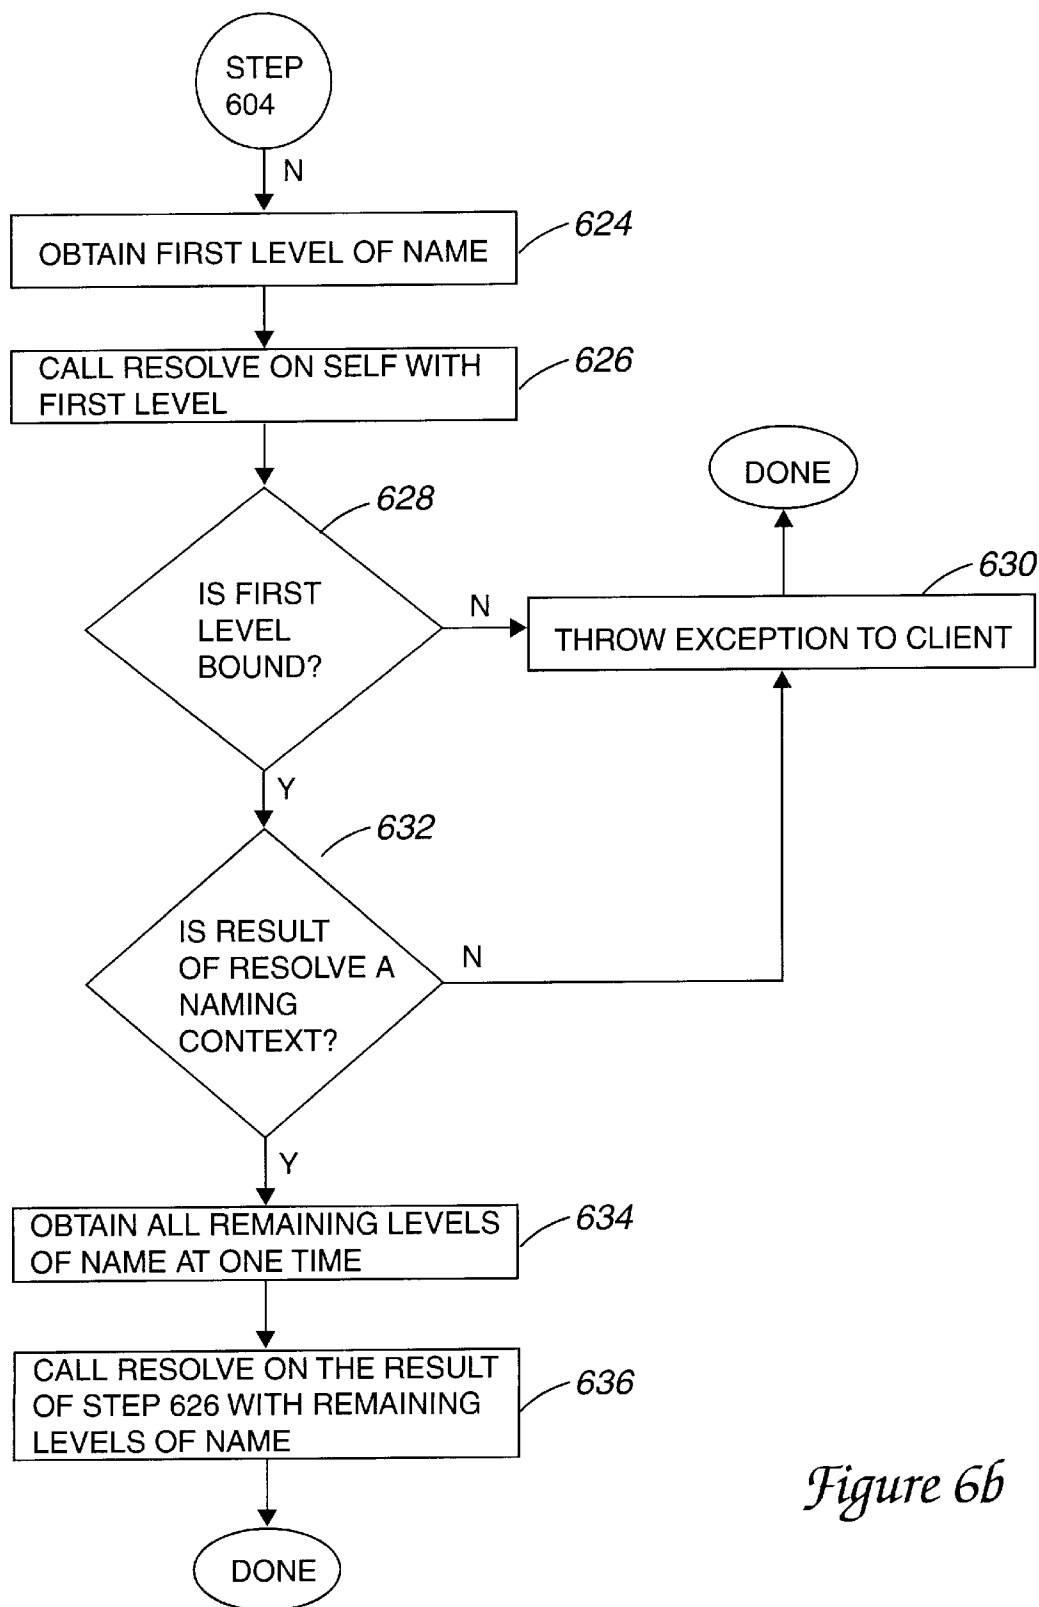 STEP
604
N
624
OBTAIN FIRST LEVEL OF NAME
626
CALL RESOLVE ON SELF WITH
FIRST LEVEL
628
DONE
IS FIRST
LEVEL
BOUND?
N
630
THROW EXCEPTION TO CLIENT
Y
632
IS RESULT
OF RESOLVE A
NAMING
CONTEXT?
N
Y
634
OBTAIN ALL REMAINING LEVELS
OF NAME AT ONE TIME
636
CALL RESOLVE ON THE RESULT
OF STEP 626 WITH REMAINING
LEVELS OF NAME
Figure 6b
DONE